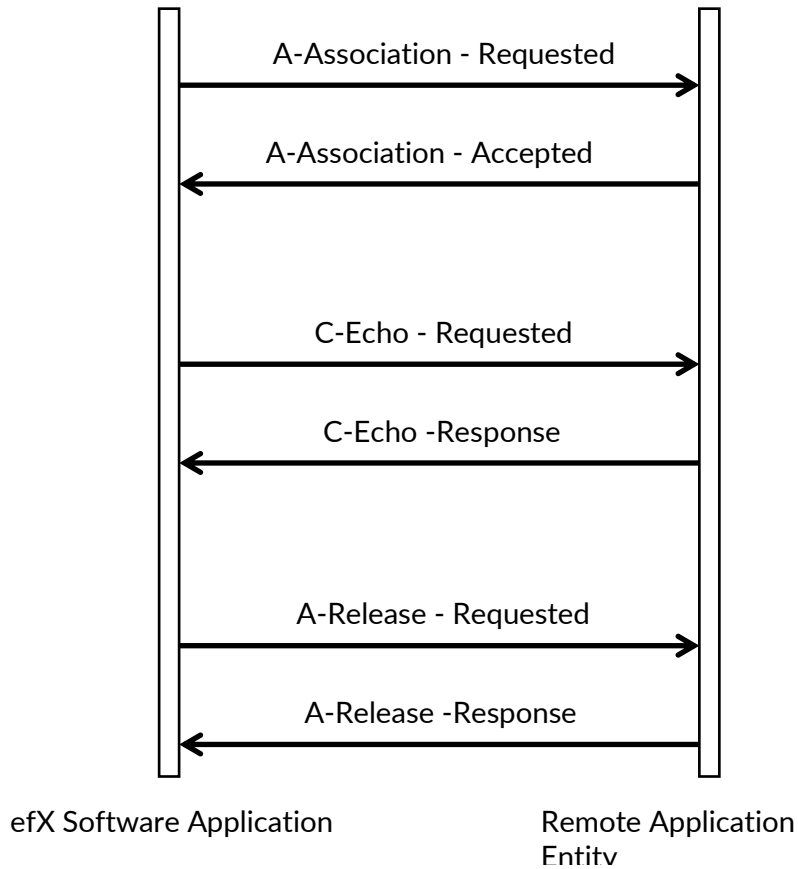 A-Association - Requested
A-Association - Accepted
C-Echo - Requested
C-Echo -Response
A-Release - Requested
A-Release -Response
efX Software Application
Remote Application
Entity